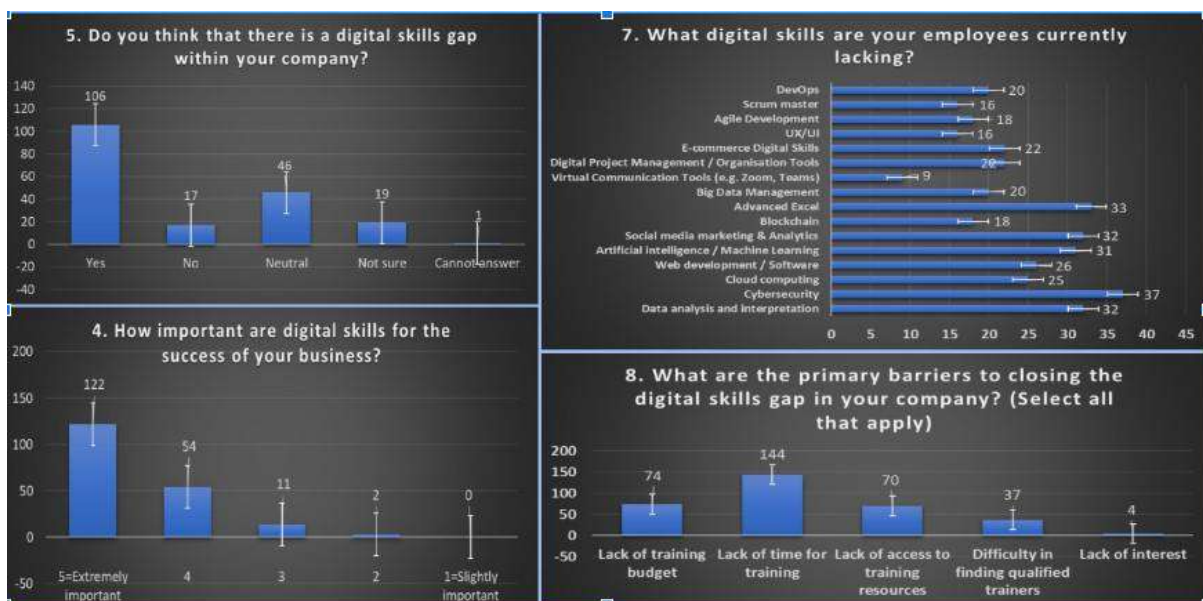 5. Do you think that there is a digital skills gap
within your company?
140
120
100
80
60
40
20
0
-20
-40
106
17
46
19
1
Yes
No
Neutral
Not sure
Cannot answer
4. How important are digital skills for the
success of your business?
200
150
100
50
0
-50
122
54
11
2
0
5=Extremely
important
4
3
2
1=Slightly
important
7. What digital skills are your employees currently
lacking?
DevOps
20
Scrum master
16
Agile Development
18
UX/UI
16
E-commerce Digital Skills
22
Digital Project Management / Organisation Tools
Virtual Communication Tools (e.g. Zoom, Teams)
9
Big Data Management
20
Advanced Excel
33
Blockchain
18
Social media marketing & Analytics
32
Artificial intelligence / Machine Learning
31
Web development / Software
26
Cloud computing
25
Cybersecurity
37
Data analysis and interpretation
32
0 5 10 15 20 25 30 35 40 45
8. What are the primary barriers to closing the
digital skills gap in your company? (Select all
that apply)
200
150
100
50
0
-50
74
144
70
37
4
Lack of training
budget
Lack of time for
training
Lack of access to
training
resources
Difficulty in
finding qualified
trainers
Lack of interest